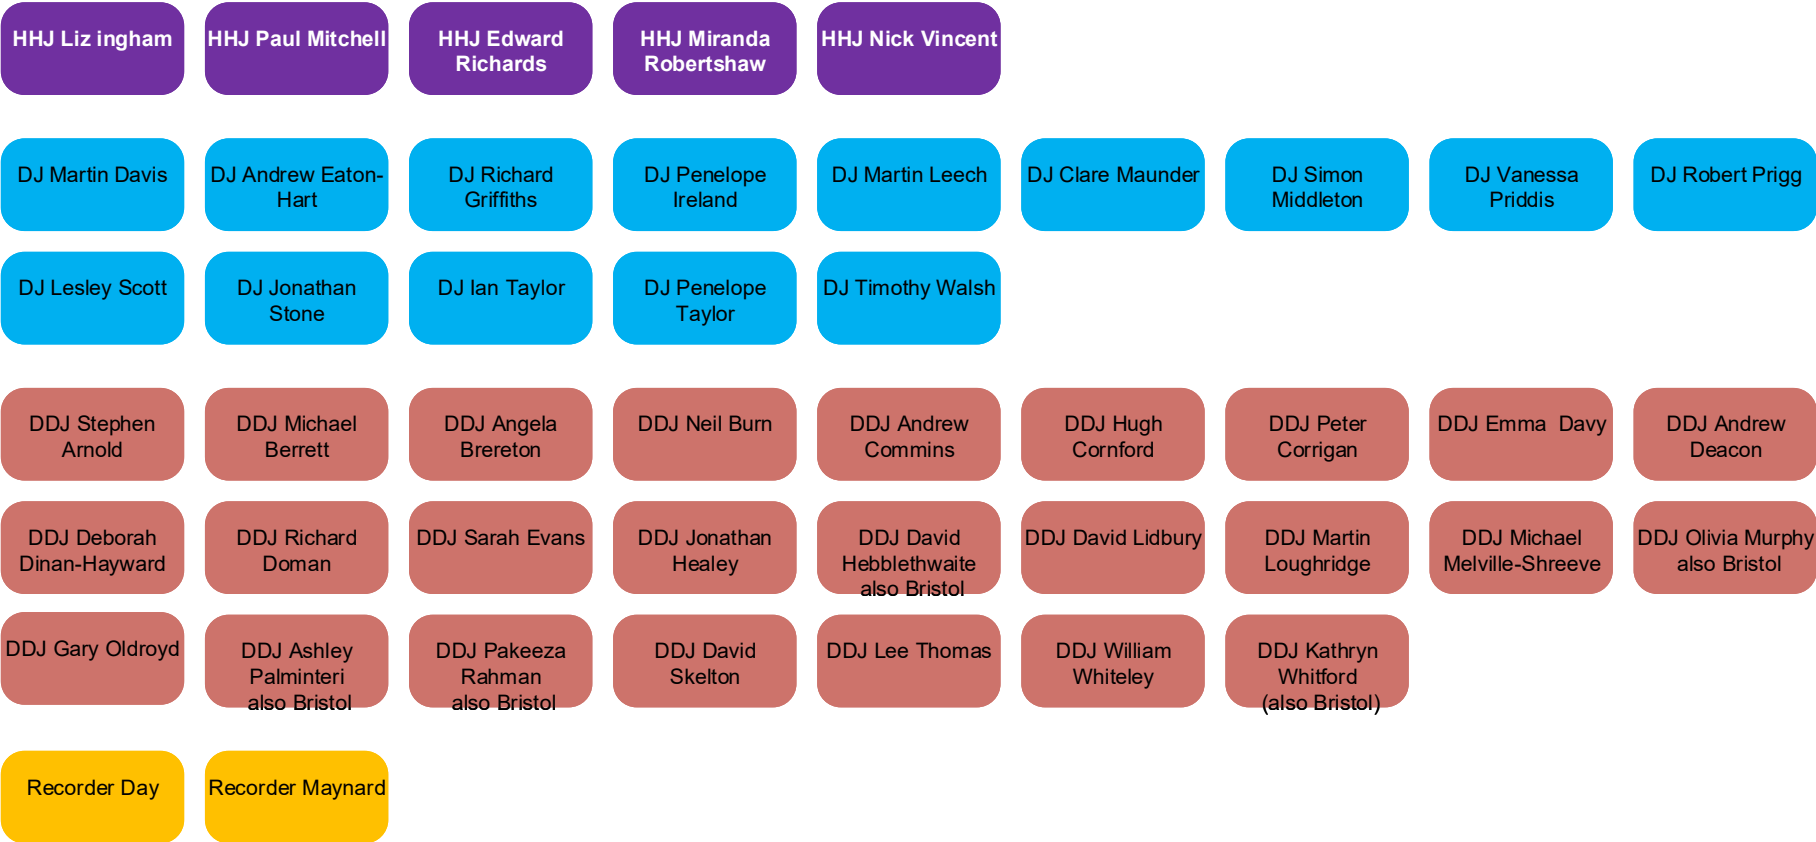 HHJ Liz ingham
HHJ Paul Mitchell
HHJ Edward
Richards
HHJ Miranda
Robertshaw
HHJ Nick Vincent
DJ Martin Davis
DJ Andrew Eaton-
Hart
DJ Richard
Griffiths
DJ Penelope
Ireland
DJ Martin Leech
DJ Clare Maunder
DJ Simon
Middleton
DJ Vanessa
Priddis
DJ Robert Prigg
DJ Lesley Scott
DJ Jonathan
Stone
DJ Ian Taylor
DJ Penelope
Taylor
DJ Timothy Walsh
DDJ Stephen
Arnold
DDJ Michael
Berrett
DDJ Angela
Brereton
DDJ Neil Burn
DDJ Andrew
Commins
DDJ Hugh
Cornford
DDJ Peter
Corrigan
DDJ Emma  Davy
DDJ Andrew
Deacon
DDJ Deborah
Dinan-Hayward
DDJ Richard
Doman
DDJ Sarah Evans
DDJ Jonathan
Healey
DDJ David
Hebblethwaite
also Bristol
DDJ David Lidbury
DDJ Martin
Loughridge
DDJ Michael
Melville-Shreeve
DDJ Olivia Murphy
also Bristol
DDJ Gary Oldroyd
DDJ Ashley
Palminteri
also Bristol
DDJ Pakeeza
Rahman
also Bristol
DDJ David
Skelton
DDJ Lee Thomas
DDJ William
Whiteley
DDJ Kathryn
Whitford
(also Bristol)
Recorder Day
Recorder Maynard